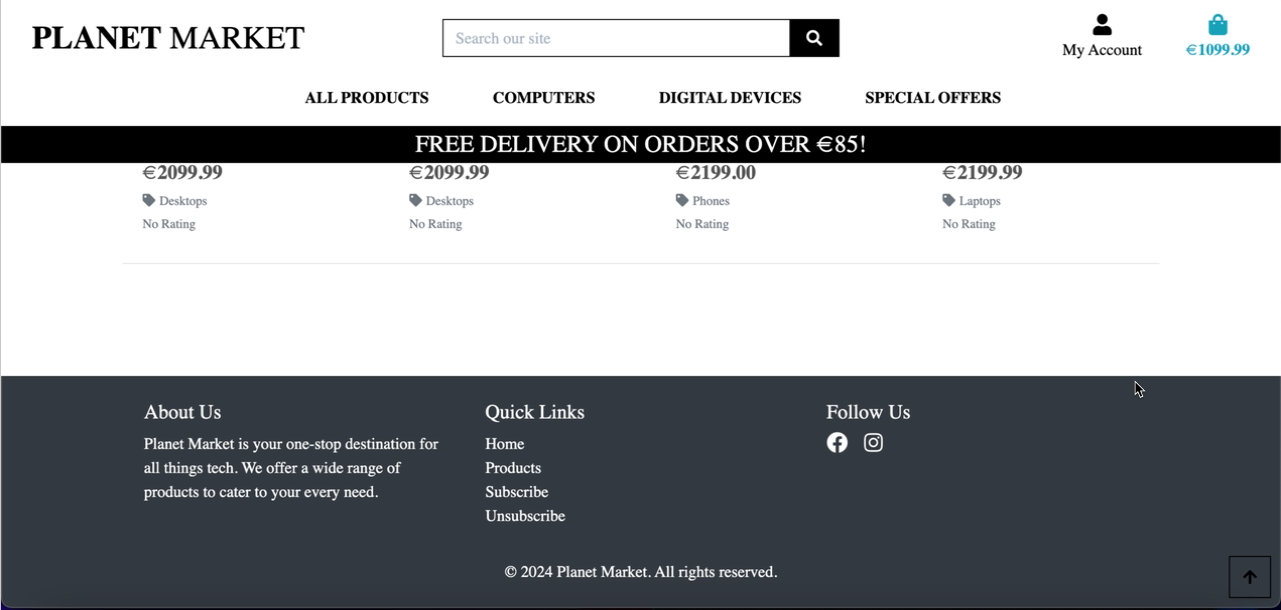 PLANET MARKET
Search our site
My Account
€1099.99
ALL PRODUCTS COMPUTERS DIGITAL DEVICES SPECIAL OFFERS
FREE DELIVERY ON ORDERS OVER €85!
€2099.99 €2099.99 €2199.00 €2199.99
Desktops Desktops Phones Laptops
No Rating No Rating No Rating No Rating
About Us
Planet Market is your one-stop destination for
all things tech. We offer a wide range of
products to cater to your every need.
Quick Links
Home
Products
Subscribe
Unsubscribe
Follow Us
© 2024 Planet Market. All rights reserved.